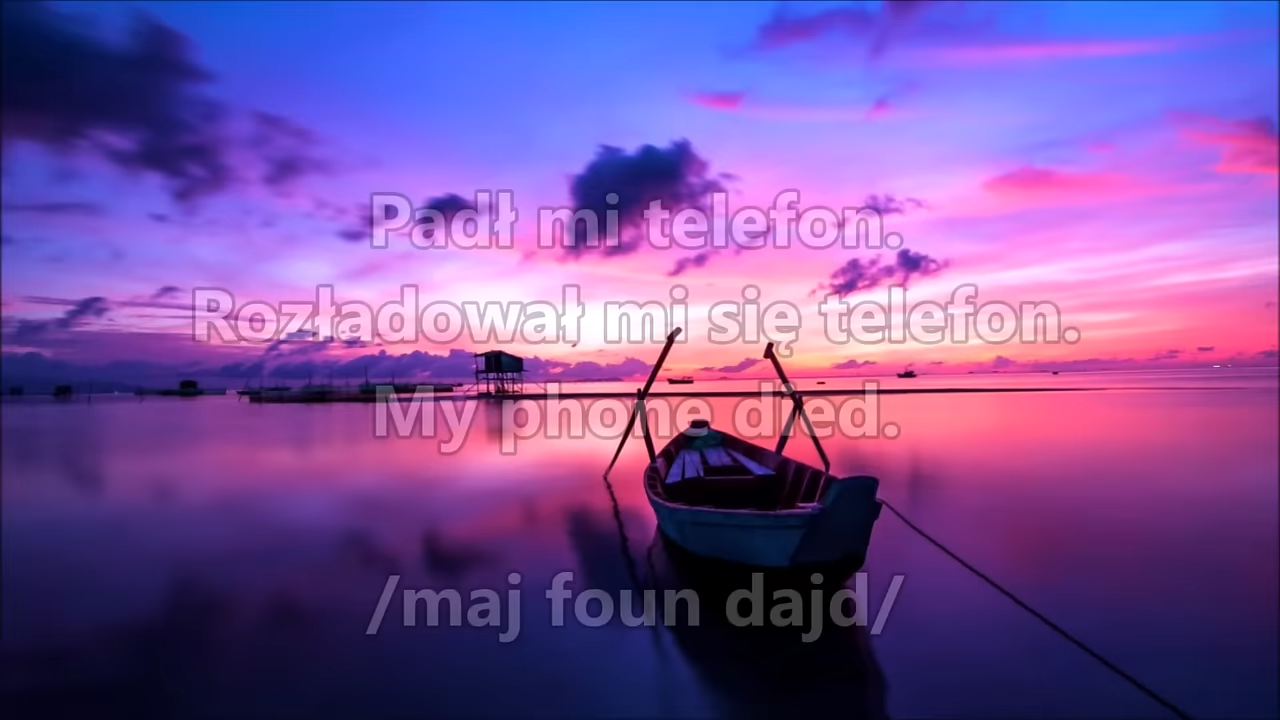 Padł mi telefon.
Rozładował mi się telefon.
My phone died.
/maj foun dajd/